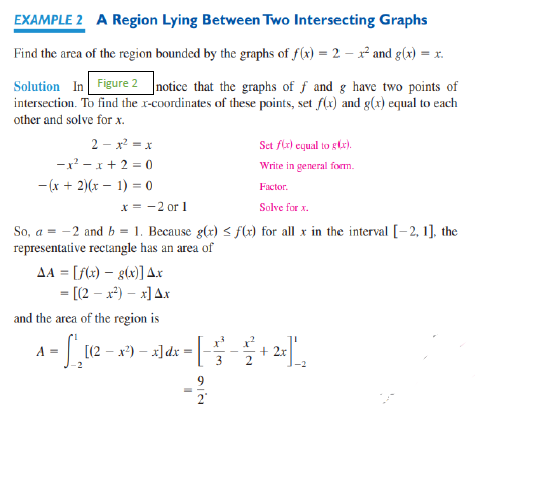 EXAMPLE 2 A Region Lying Between Two Intersecting Graphs
Find the area of the region bounded by the graphs of f(x) = 2 − x² and g(x) = x.
Solution In Figure 2 notice that the graphs of f and g have two points of
intersection. To find the x-coordinates of these points, set f(x) and g(x) equal to each
other and solve for x.
2 − x² = x Set f(x) equal to g(x).
−x² − x + 2 = 0 Write in general form.
−(x + 2)(x − 1) = 0 Factor.
x = −2 or 1 Solve for x.
So, a = −2 and b = 1. Because g(x) ≤ f(x) for all x in the interval [−2, 1], the
representative rectangle has an area of
ΔA = [f(x) − g(x)] Δx
= [(2 − x²) − x] Δx
and the area of the region is
A = ∫₋₂¹ [(2 − x²) − x] dx = [−x³/3 − x²/2 + 2x]₋₂¹
= 9/2.